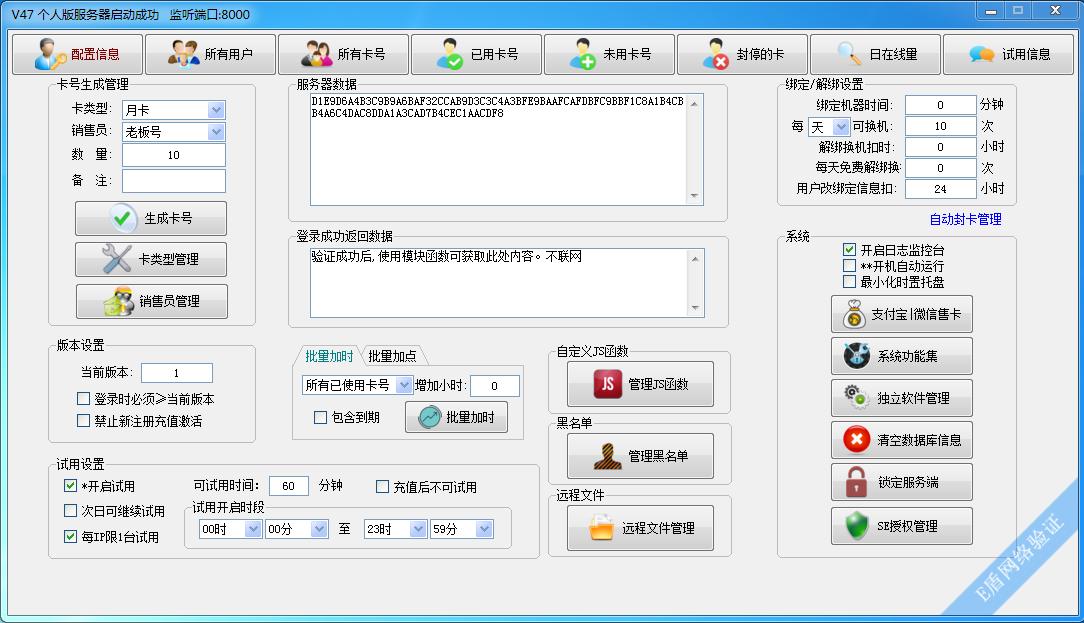 V47 个人版服务器启动成功 监听端口:8000
配置信息 所有用户 所有卡号 已用卡号 未用卡号 封停的卡 日在线量 试用信息
卡号生成管理
卡类型: 月卡
销售员: 老板号
数 量: 10
备 注:
生成卡号
卡类型管理
销售员管理
服务器数据
D1E9D6A4B3C9B9A6BAF32CCAB9D3C3C4A3BFE9BAAFCAFDBFC9BBF1C8A1B4CB
B4A6C4DAC8DDA1A3CAD7B4CEC1AACDF8
登录成功返回数据
验证成功后,使用模块函数可获取此处内容。不联网
绑定/解绑设置
绑定机器时间: 0 分钟
每 天 可换机: 10 次
解绑换机扣时: 0 小时
每天免费解绑换: 0 次
用户改绑定信息扣: 24 小时
自动封卡管理
系统
开启日志监控台
**开机自动运行
最小化时置托盘
支付宝|微信售卡
系统功能集
独立软件管理
清空数据库信息
锁定服务端
SE授权管理
版本设置
当前版本: 1
登录时必须≥当前版本
禁止新注册充值激活
批量加时 批量加点
所有已使用卡号 增加小时: 0
包含到期 批量加时
自定义JS函数
JS 管理JS函数
黑名单
管理黑名单
远程文件
远程文件管理
试用设置
*开启试用 可试用时间: 60 分钟 充值后不可试用
次日可继续试用
每IP限1台试用
试用开启时段
00时 00分 至 23时 59分
E盾网络验证